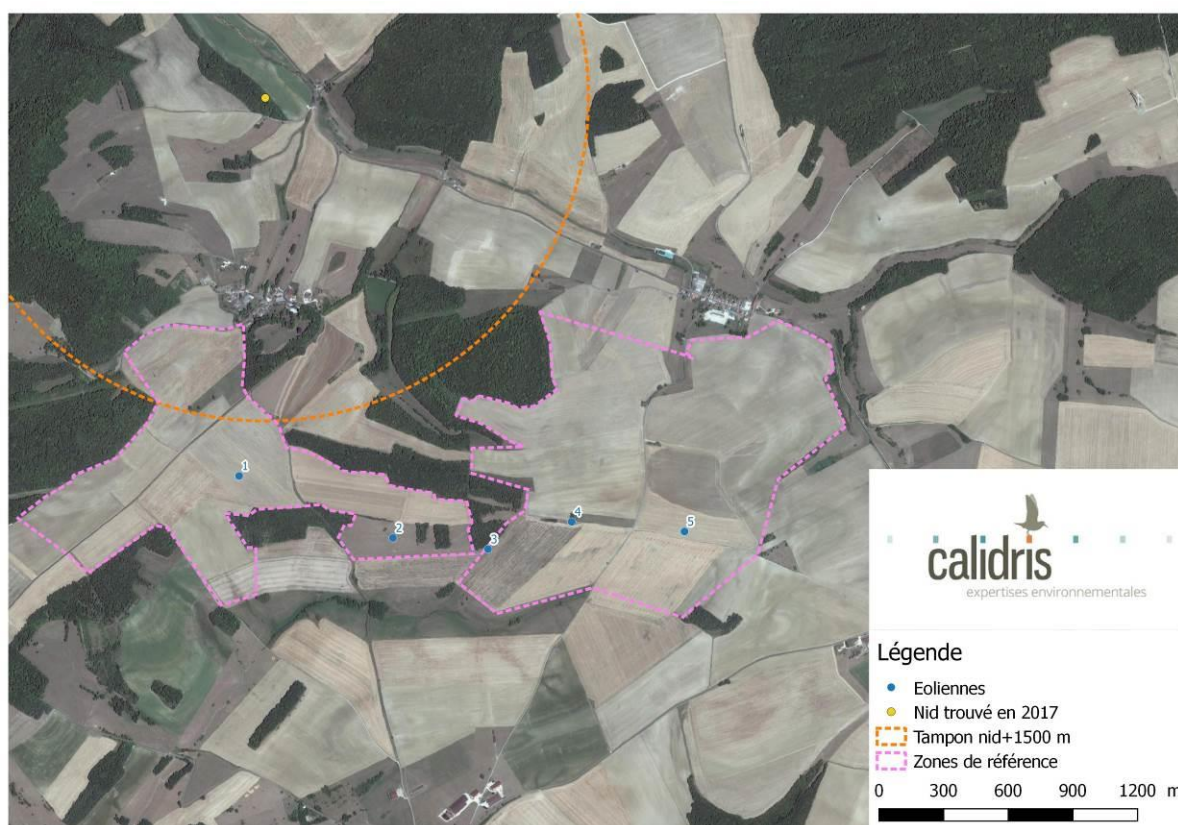 1
2
3
4
5
calidris
expertises environnementales
Légende
Eoliennes
Nid trouvé en 2017
Tampon nid+1500 m
Zones de référence
0 300 600 900 1200 m